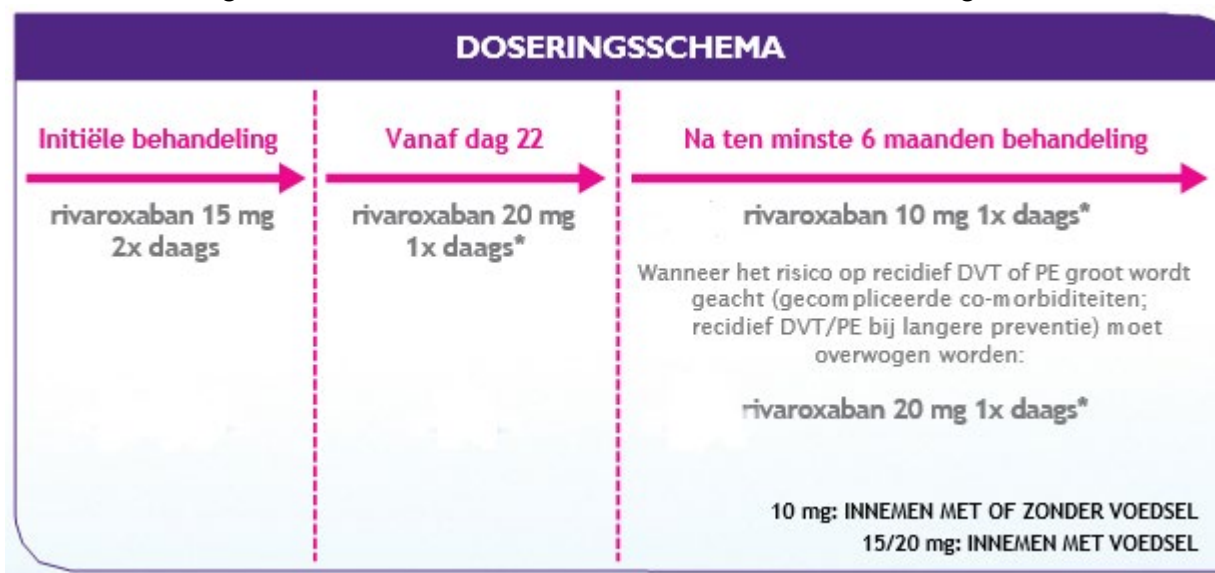 DOSERINGSSCHEMA
Initiële behandeling
rivaroxaban 15 mg
2x daags
Vanaf dag 22
rivaroxaban 20 mg
1x daags*
Na ten minste 6 maanden behandeling
rivaroxaban 10 mg 1x daags*
Wanneer het risico op recidief DVT of PE groot wordt
geacht (gecompliceerde co-morbiditeiten;
recidief DVT/PE bij langere preventie) moet
overwogen worden:
rivaroxaban 20 mg 1x daags*
10 mg: INNEMEN MET OF ZONDER VOEDSEL
15/20 mg: INNEMEN MET VOEDSEL